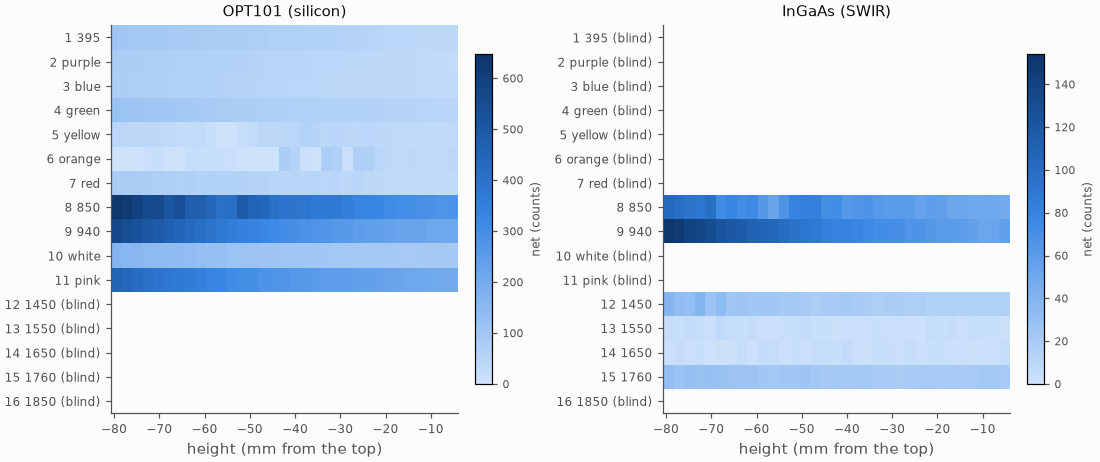 OPT101 (silicon)
1 395
2 purple
3 blue
4 green
5 yellow
6 orange
7 red
8 850
9 940
10 white
11 pink
12 1450 (blind)
13 1550 (blind)
14 1650 (blind)
15 1760 (blind)
16 1850 (blind)
−80 −70 −60 −50 −40 −30 −20 −10
height (mm from the top)
600
500
400
300
200
100
0
net (counts)
InGaAs (SWIR)
1 395 (blind)
2 purple (blind)
3 blue (blind)
4 green (blind)
5 yellow (blind)
6 orange (blind)
7 red (blind)
8 850
9 940
10 white (blind)
11 pink (blind)
12 1450
13 1550
14 1650
15 1760
16 1850 (blind)
−80 −70 −60 −50 −40 −30 −20 −10
height (mm from the top)
140
120
100
80
60
40
20
0
net (counts)